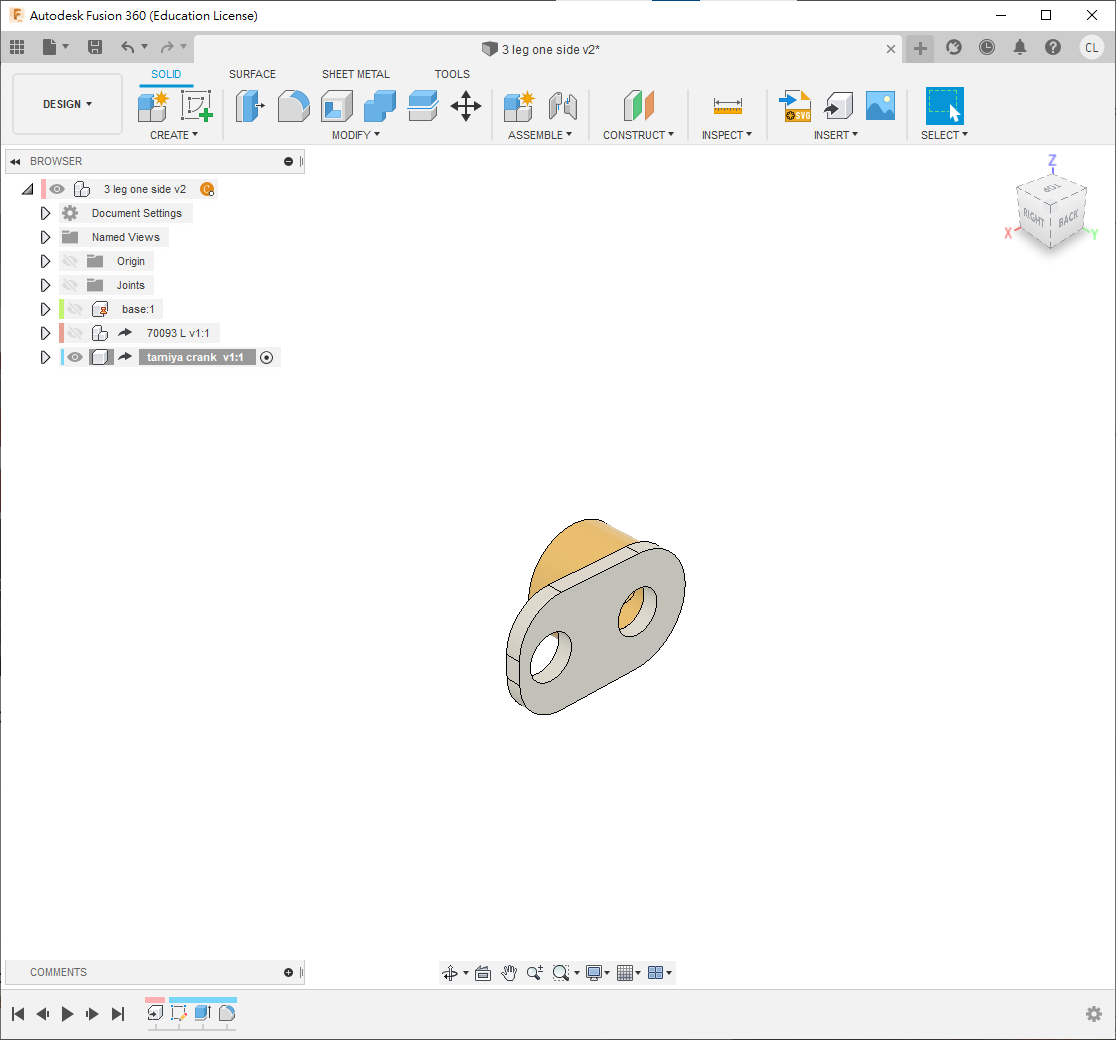 Autodesk Fusion 360 (Education License)
3 leg one side v2*
CL
DESIGN
SOLID
SURFACE
SHEET METAL
TOOLS
CREATE
MODIFY
ASSEMBLE
CONSTRUCT
INSPECT
INSERT
SELECT
SVG
BROWSER
3 leg one side v2
Document Settings
Named Views
Origin
Joints
base:1
70093 L v1:1
tamiya crank v1:1
Z
TOP
RIGHT
BACK
X
Y
COMMENTS